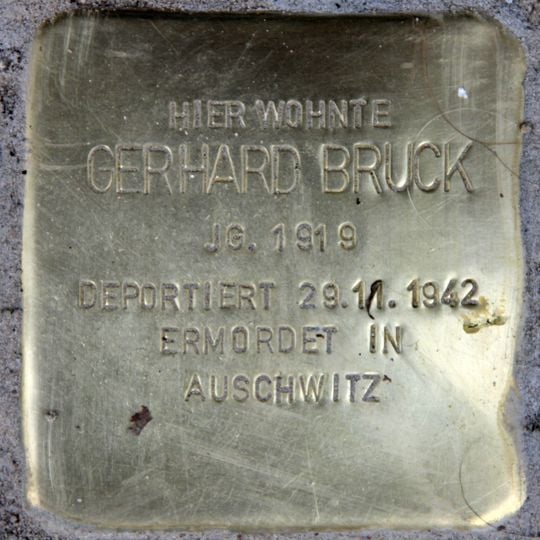 HIER WOHNTE
GERHARD BRUCK
JG. 1919
DEPORTIERT 29.11.1942
ERMORDET IN
AUSCHWITZ